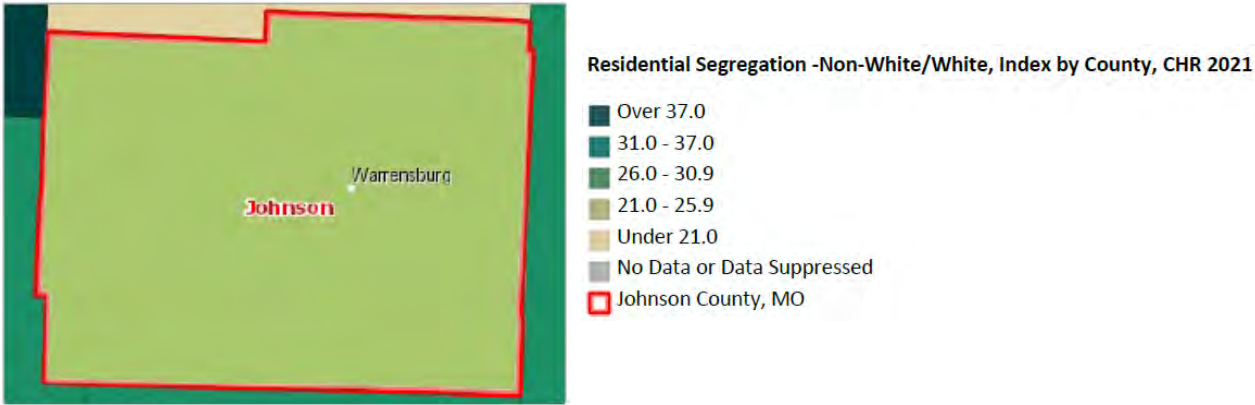 Warrensburg
Johnson
Residential Segregation -Non-White/White, Index by County, CHR 2021
Over 37.0
31.0 - 37.0
26.0 - 30.9
21.0 - 25.9
Under 21.0
No Data or Data Suppressed
Johnson County, MO